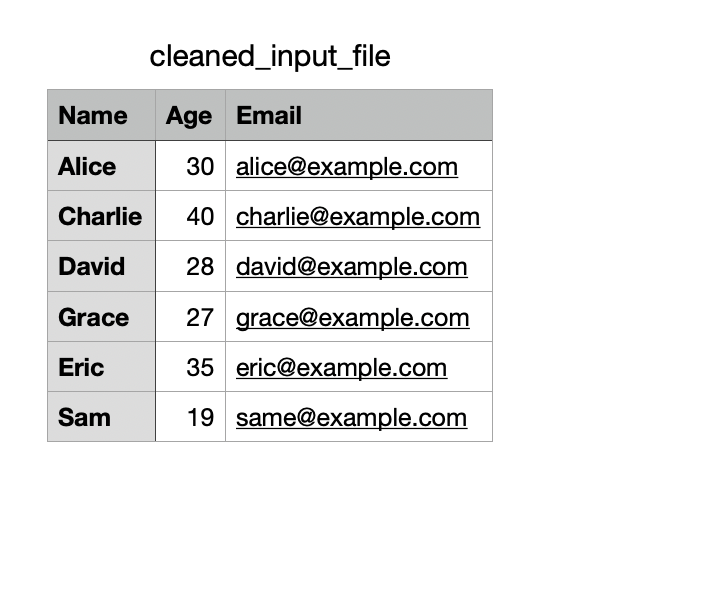 cleaned_input_file
Name Age Email
Alice 30 alice@example.com
Charlie 40 charlie@example.com
David 28 david@example.com
Grace 27 grace@example.com
Eric 35 eric@example.com
Sam 19 same@example.com